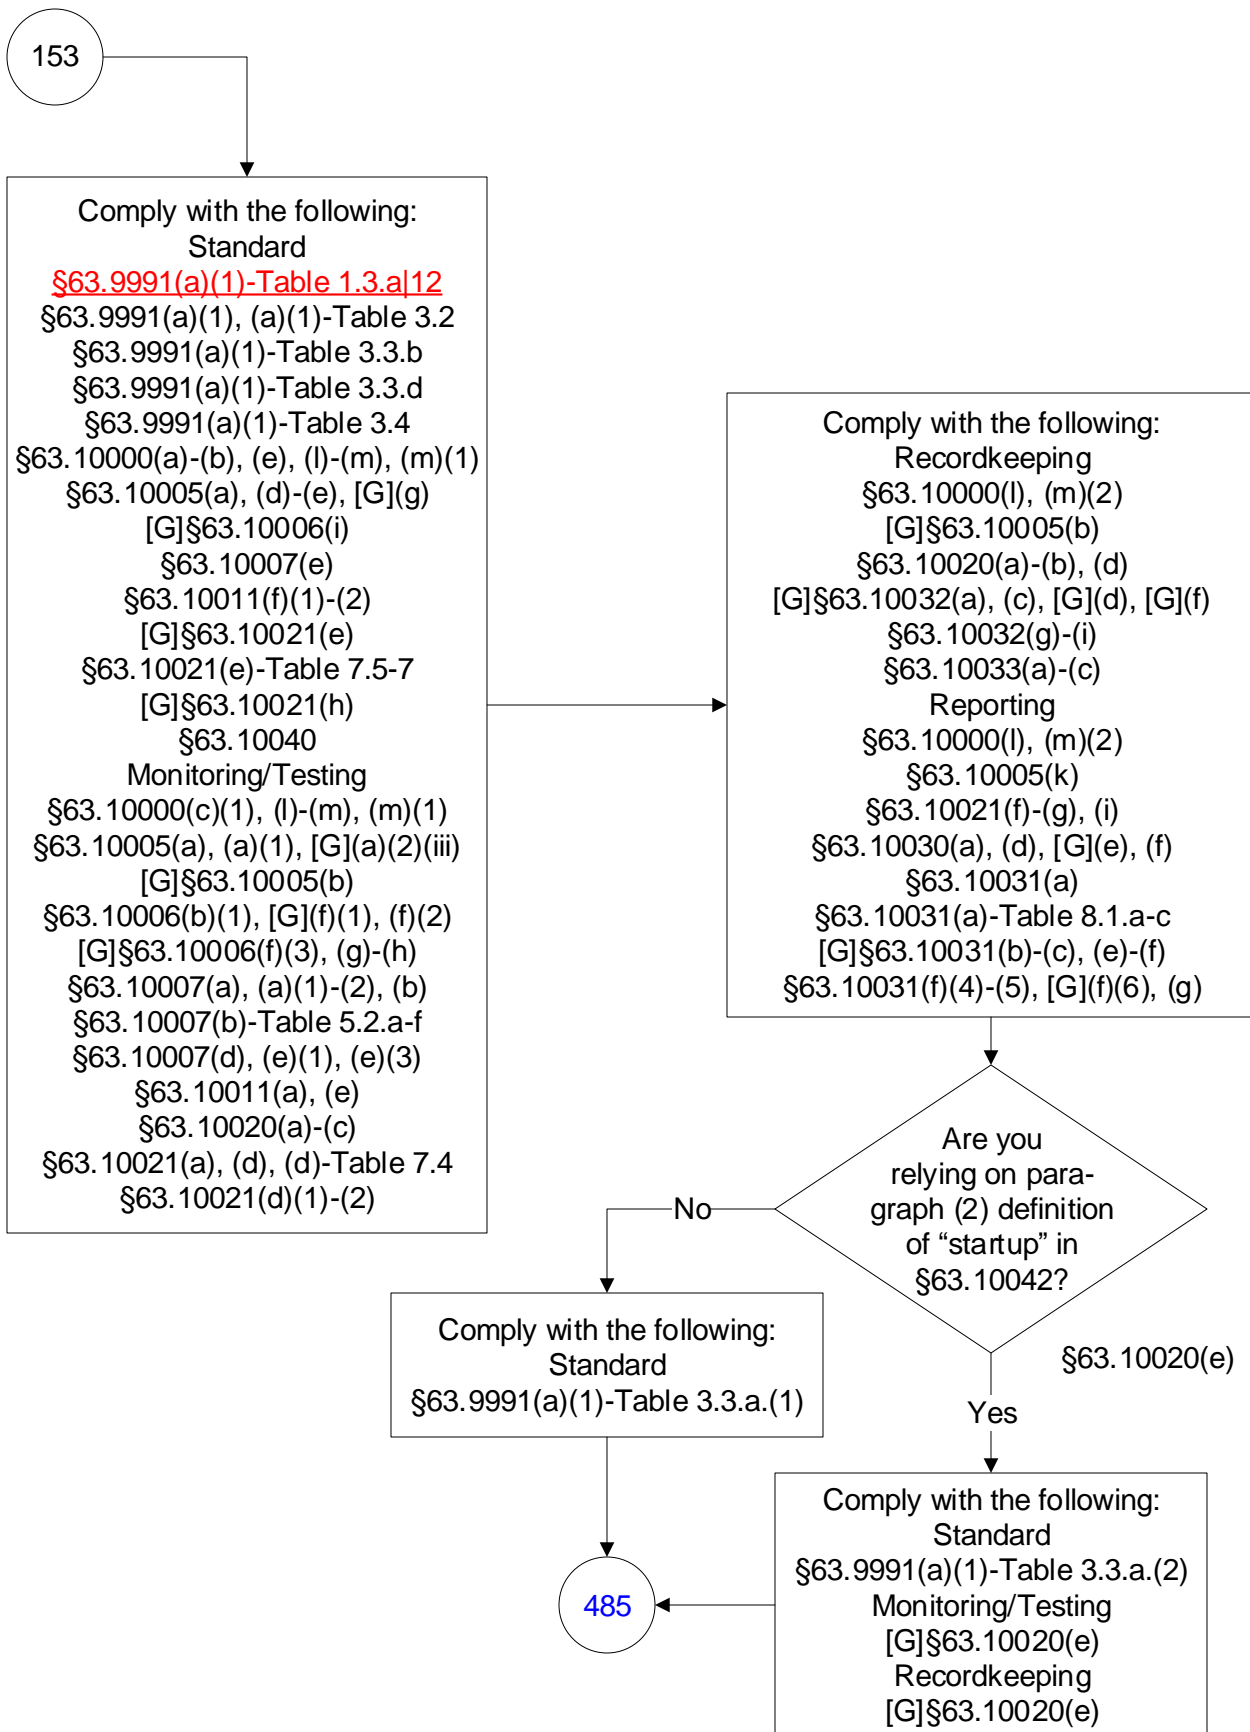 153
Comply with the following:
Standard
§63.9991(a)(1)-Table 1.3.a|12
§63.9991(a)(1), (a)(1)-Table 3.2
§63.9991(a)(1)-Table 3.3.b
§63.9991(a)(1)-Table 3.3.d
§63.9991(a)(1)-Table 3.4
§63.10000(a)-(b), (e), (l)-(m), (m)(1)
§63.10005(a), (d)-(e), [G](g)
[G]§63.10006(i)
§63.10007(e)
§63.10011(f)(1)-(2)
[G]§63.10021(e)
§63.10021(e)-Table 7.5-7
[G]§63.10021(h)
§63.10040
Monitoring/Testing
§63.10000(c)(1), (l)-(m), (m)(1)
§63.10005(a), (a)(1), [G](a)(2)(iii)
[G]§63.10005(b)
§63.10006(b)(1), [G](f)(1), (f)(2)
[G]§63.10006(f)(3), (g)-(h)
§63.10007(a), (a)(1)-(2), (b)
§63.10007(b)-Table 5.2.a-f
§63.10007(d), (e)(1), (e)(3)
§63.10011(a), (e)
§63.10020(a)-(c)
§63.10021(a), (d), (d)-Table 7.4
§63.10021(d)(1)-(2)
Comply with the following:
Recordkeeping
§63.10000(l), (m)(2)
[G]§63.10005(b)
§63.10020(a)-(b), (d)
[G]§63.10032(a), (c), [G](d), [G](f)
§63.10032(g)-(i)
§63.10033(a)-(c)
Reporting
§63.10000(l), (m)(2)
§63.10005(k)
§63.10021(f)-(g), (i)
§63.10030(a), (d), [G](e), (f)
§63.10031(a)
§63.10031(a)-Table 8.1.a-c
[G]§63.10031(b)-(c), (e)-(f)
§63.10031(f)(4)-(5), [G](f)(6), (g)
Are you
relying on para-
graph (2) definition
of “startup” in
§63.10042?
No
§63.10020(e)
Yes
Comply with the following:
Standard
§63.9991(a)(1)-Table 3.3.a.(1)
Comply with the following:
Standard
§63.9991(a)(1)-Table 3.3.a.(2)
Monitoring/Testing
[G]§63.10020(e)
Recordkeeping
[G]§63.10020(e)
485